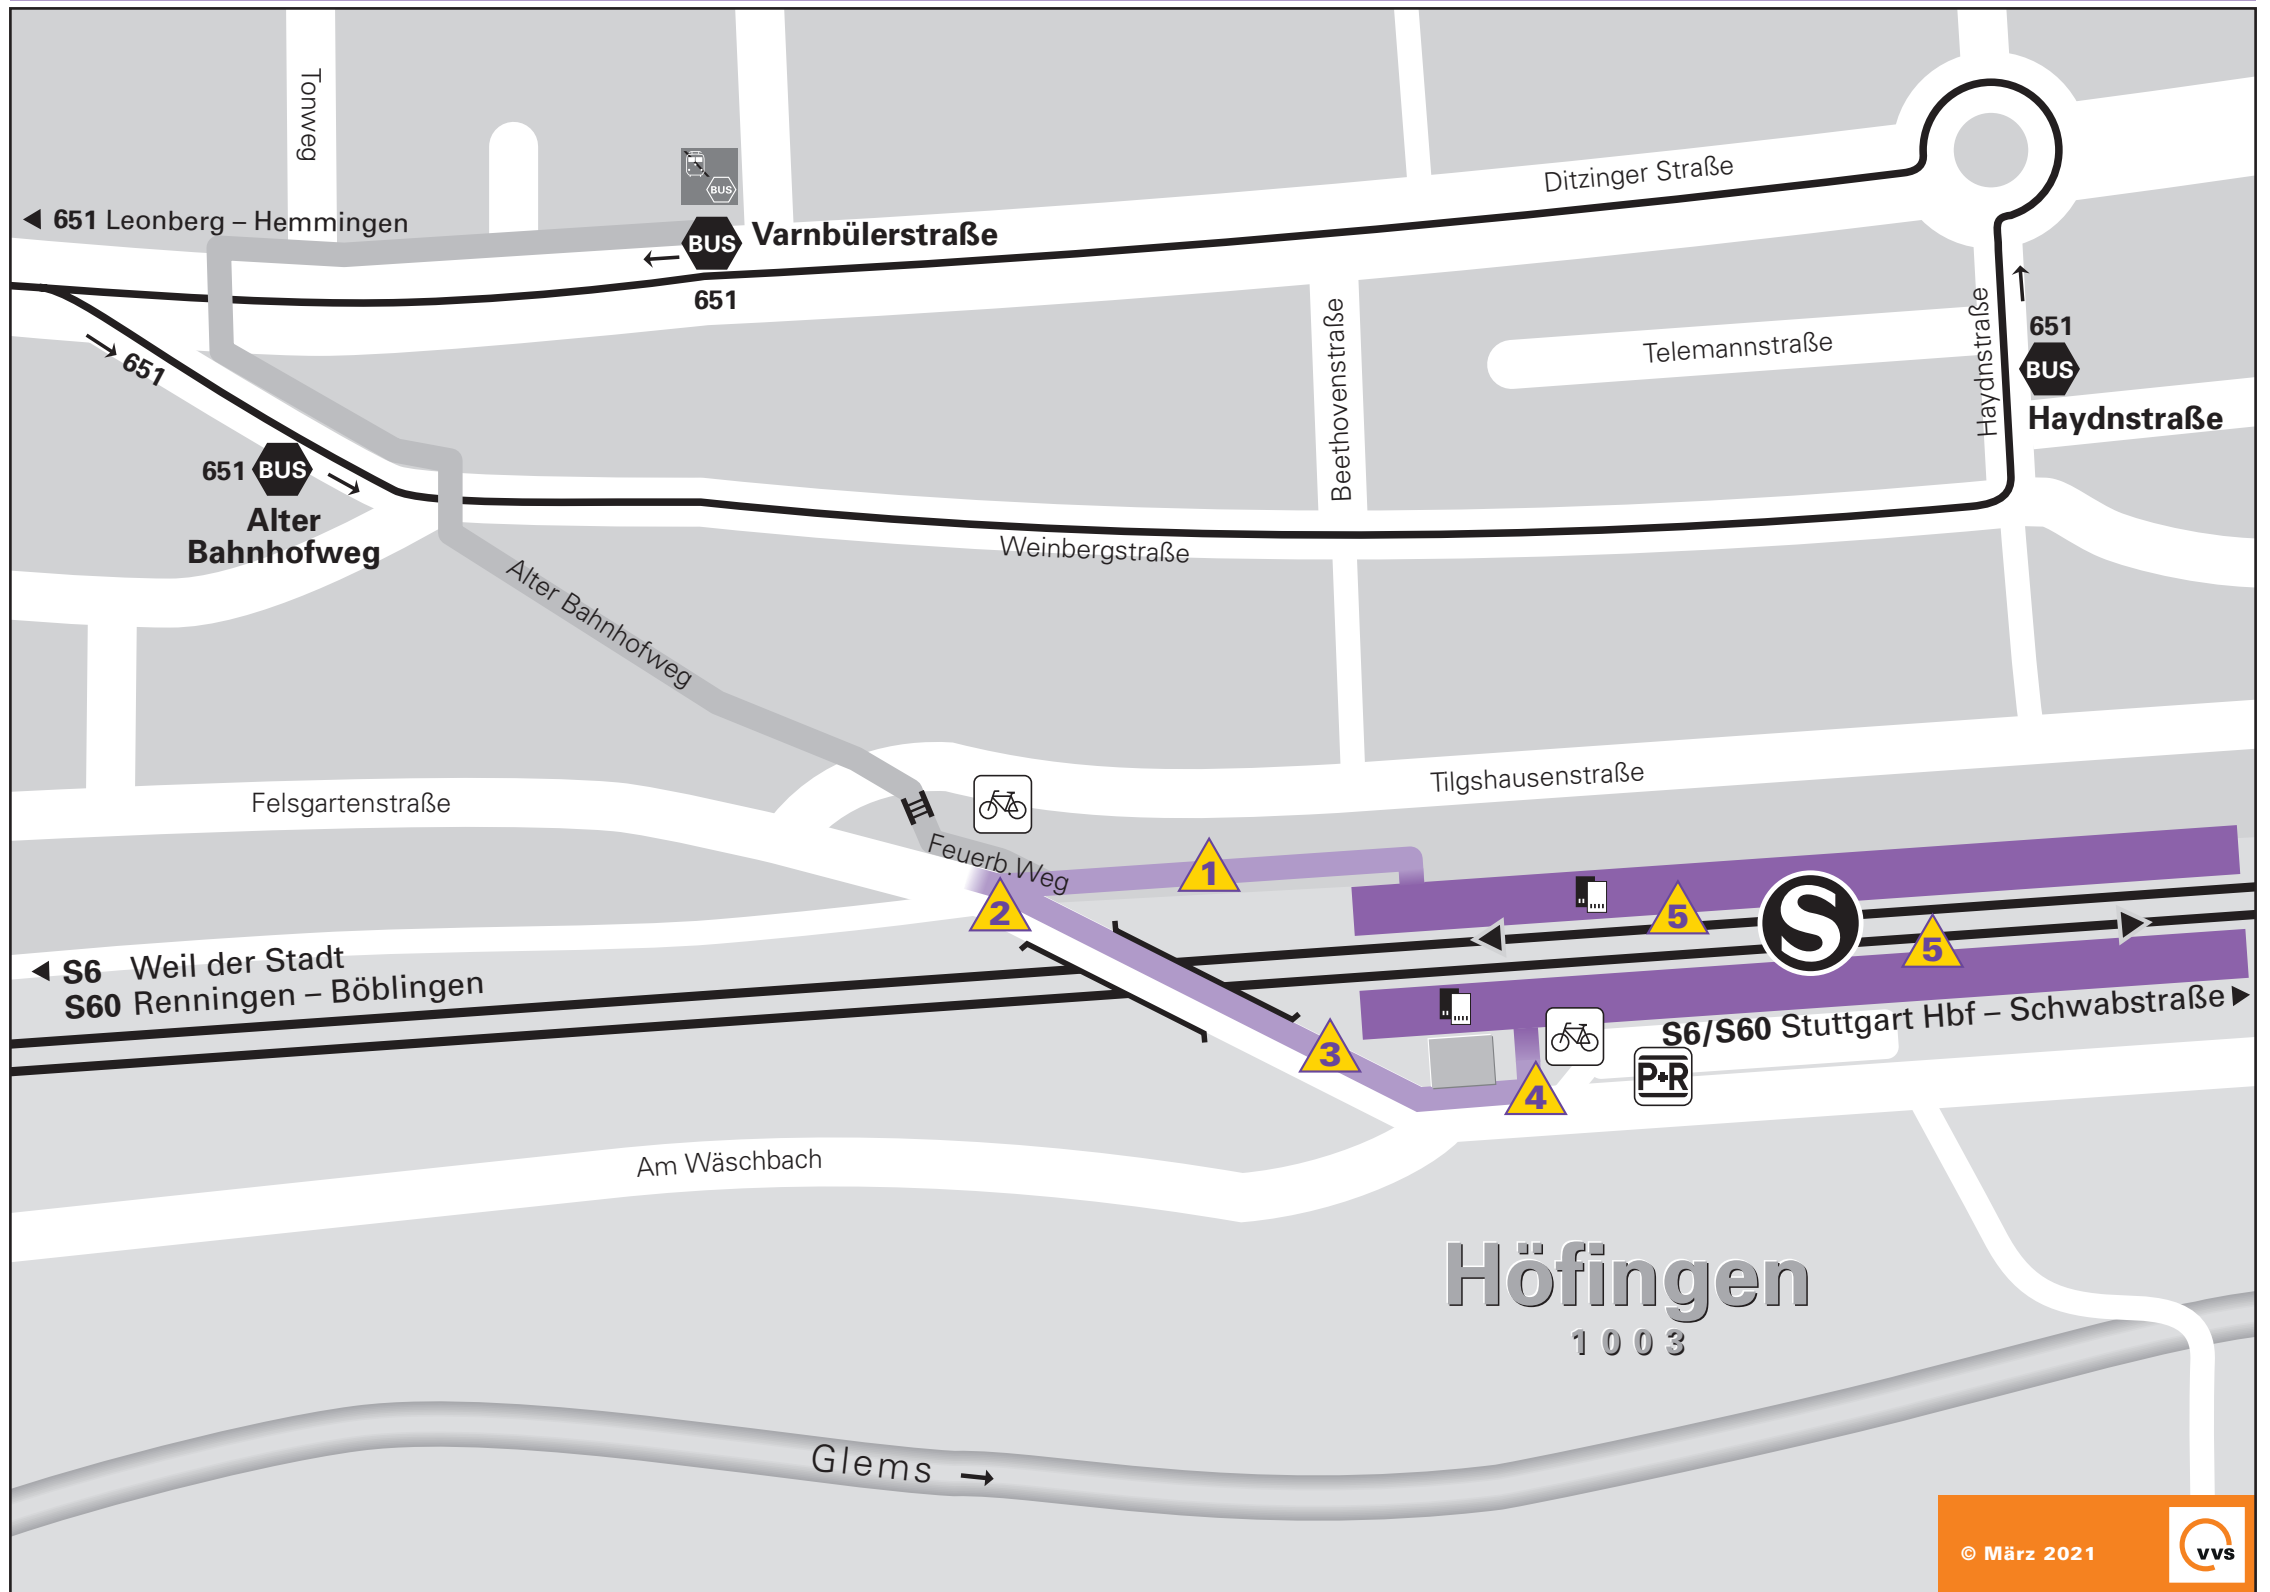 Tonweg
651 Leonberg – Hemmingen
BUS
BUS
Varnbülerstraße
651
Ditzinger Straße
651
Telemannstraße
Beethovenstraße
Haydnstraße
651
BUS
Haydnstraße
651 BUS
Alter
Bahnhofweg
Weinbergstraße
Alter Bahnhofweg
Tilgshausenstraße
Felsgartenstraße
Feuerb.Weg
1
2
5
S
5
S6 Weil der Stadt
S60 Renningen – Böblingen
S6/S60 Stuttgart Hbf – Schwabstraße
3
4
P+R
Am Wäschbach
Höfingen
1003
Glems
© März 2021
VVS